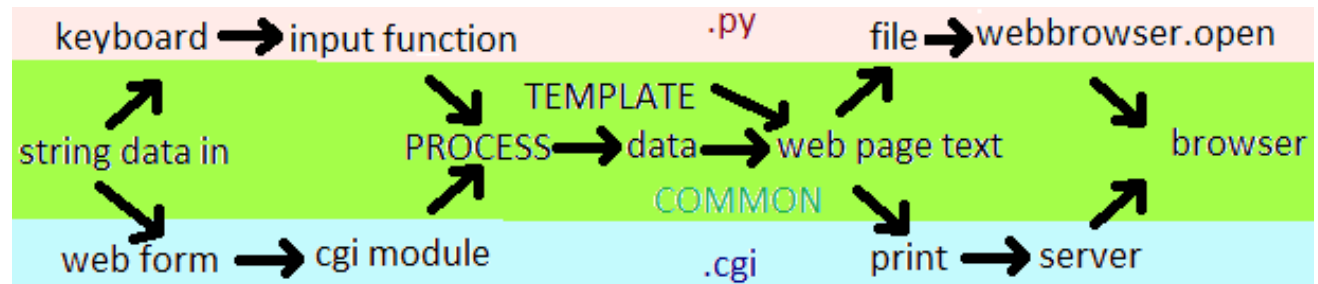 keyboard input function .py file webbrowser.open
TEMPLATE
string data in PROCESS data web page text browser
COMMON
web form cgi module .cgi print server